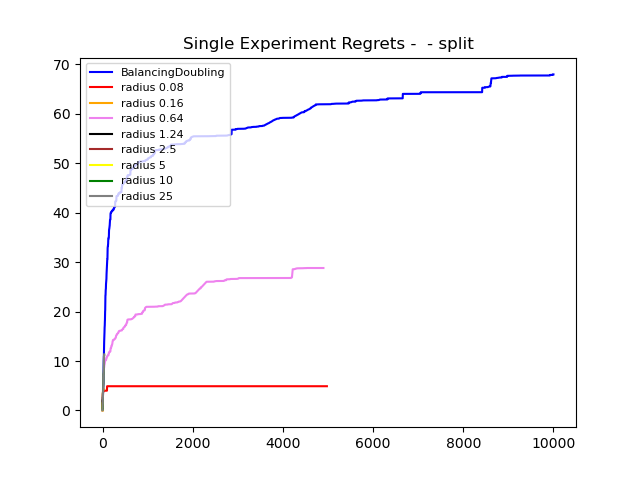 Single Experiment Regrets -  - split
70
60
50
40
30
20
10
0
BalancingDoubling
radius 0.08
radius 0.16
radius 0.64
radius 1.24
radius 2.5
radius 5
radius 10
radius 25
0 2000 4000 6000 8000 10000